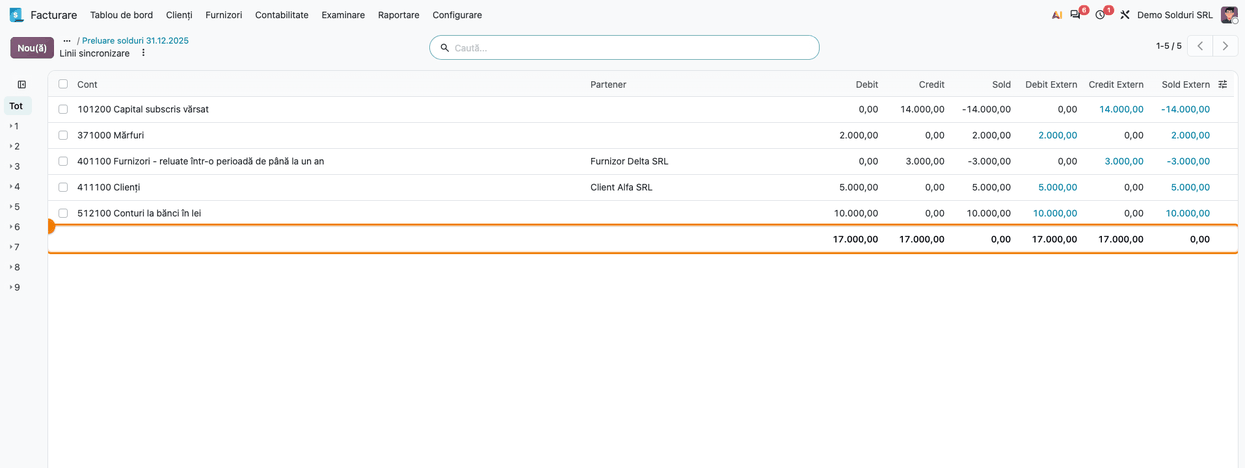 Facturare Tablou de bord Clienți Furnizori Contabilitate Examinare Raportare Configurare AI 6 1 Demo Solduri SRL
Nou(ă) ... / Preluare solduri 31.12.2025
Linii sincronizare
Caută...
1-5 / 5
Cont Partener Debit Credit Sold Debit Extern Credit Extern Sold Extern
101200 Capital subscris vărsat 0,00 14.000,00 -14.000,00 0,00 14.000,00 -14.000,00
371000 Mărfuri 2.000,00 0,00 2.000,00 2.000,00 0,00 2.000,00
401100 Furnizori - reluate într-o perioadă de până la un an Furnizor Delta SRL 0,00 3.000,00 -3.000,00 0,00 3.000,00 -3.000,00
411100 Clienți Client Alfa SRL 5.000,00 0,00 5.000,00 5.000,00 0,00 5.000,00
512100 Conturi la bănci în lei 10.000,00 0,00 10.000,00 10.000,00 0,00 10.000,00
17.000,00 17.000,00 0,00 17.000,00 17.000,00 0,00
Tot
1
2
3
4
5
6
7
8
9